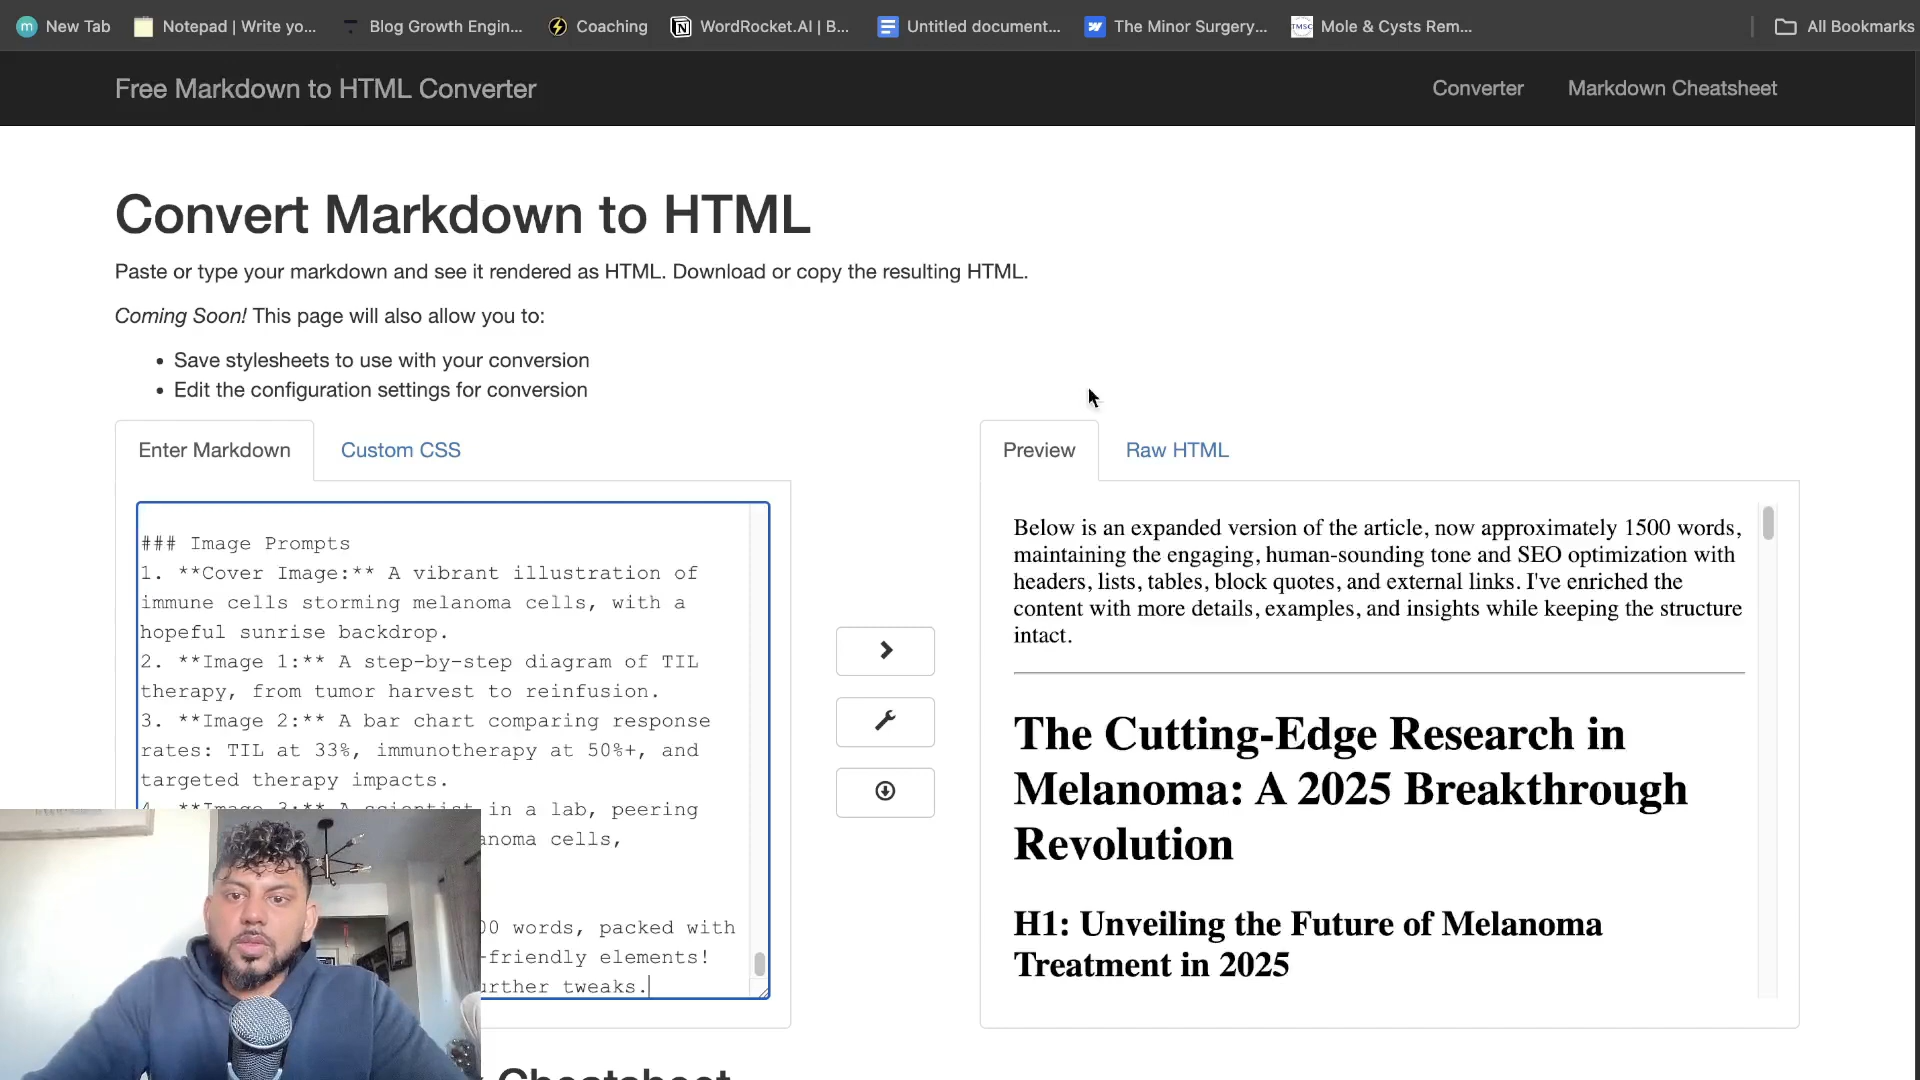 New Tab
Notepad | Write yo...
Blog Growth Engin...
Coaching
WordRocket.AI | B...
Untitled document...
The Minor Surgery...
TMSC
Mole & Cysts Rem...
All Bookmarks
Free Markdown to HTML Converter
Converter
Markdown Cheatsheet
Convert Markdown to HTML
Paste or type your markdown and see it rendered as HTML. Download or copy the resulting HTML.
Coming Soon! This page will also allow you to:
• Save stylesheets to use with your conversion
• Edit the configuration settings for conversion
Enter Markdown
Custom CSS
### Image Prompts
1. **Cover Image:** A vibrant illustration of
immune cells storming melanoma cells, with a
hopeful sunrise backdrop.
2. **Image 1:** A step-by-step diagram of TIL
therapy, from tumor harvest to reinfusion.
3. **Image 2:** A bar chart comparing response
rates: TIL at 33%, immunotherapy at 50%+, and
targeted therapy impacts.
in a lab, peering
cells,
words, packed with
-friendly elements!
tweaks.
Preview
Raw HTML
Below is an expanded version of the article, now approximately 1500 words,
maintaining the engaging, human-sounding tone and SEO optimization with
headers, lists, tables, block quotes, and external links. I've enriched the
content with more details, examples, and insights while keeping the structure
intact.
The Cutting-Edge Research in
Melanoma: A 2025 Breakthrough
Revolution
H1: Unveiling the Future of Melanoma
Treatment in 2025